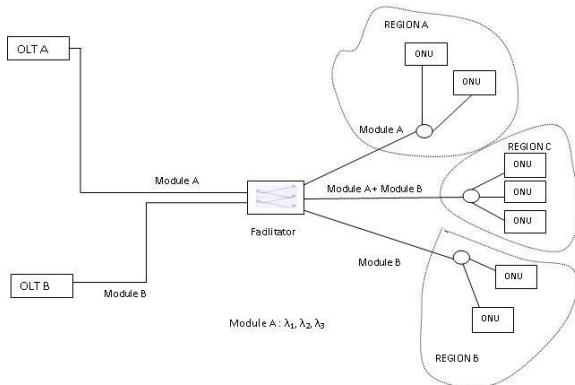 REGION A
OLT A
ONU
ONU
Module A
REGION C
ONU
Module A
Module A+ Module B
ONU
ONU
Facilitator
Module B
OLT B
Module B
ONU
ONU
Module A : λ₁, λ₂, λ₃
REGION B